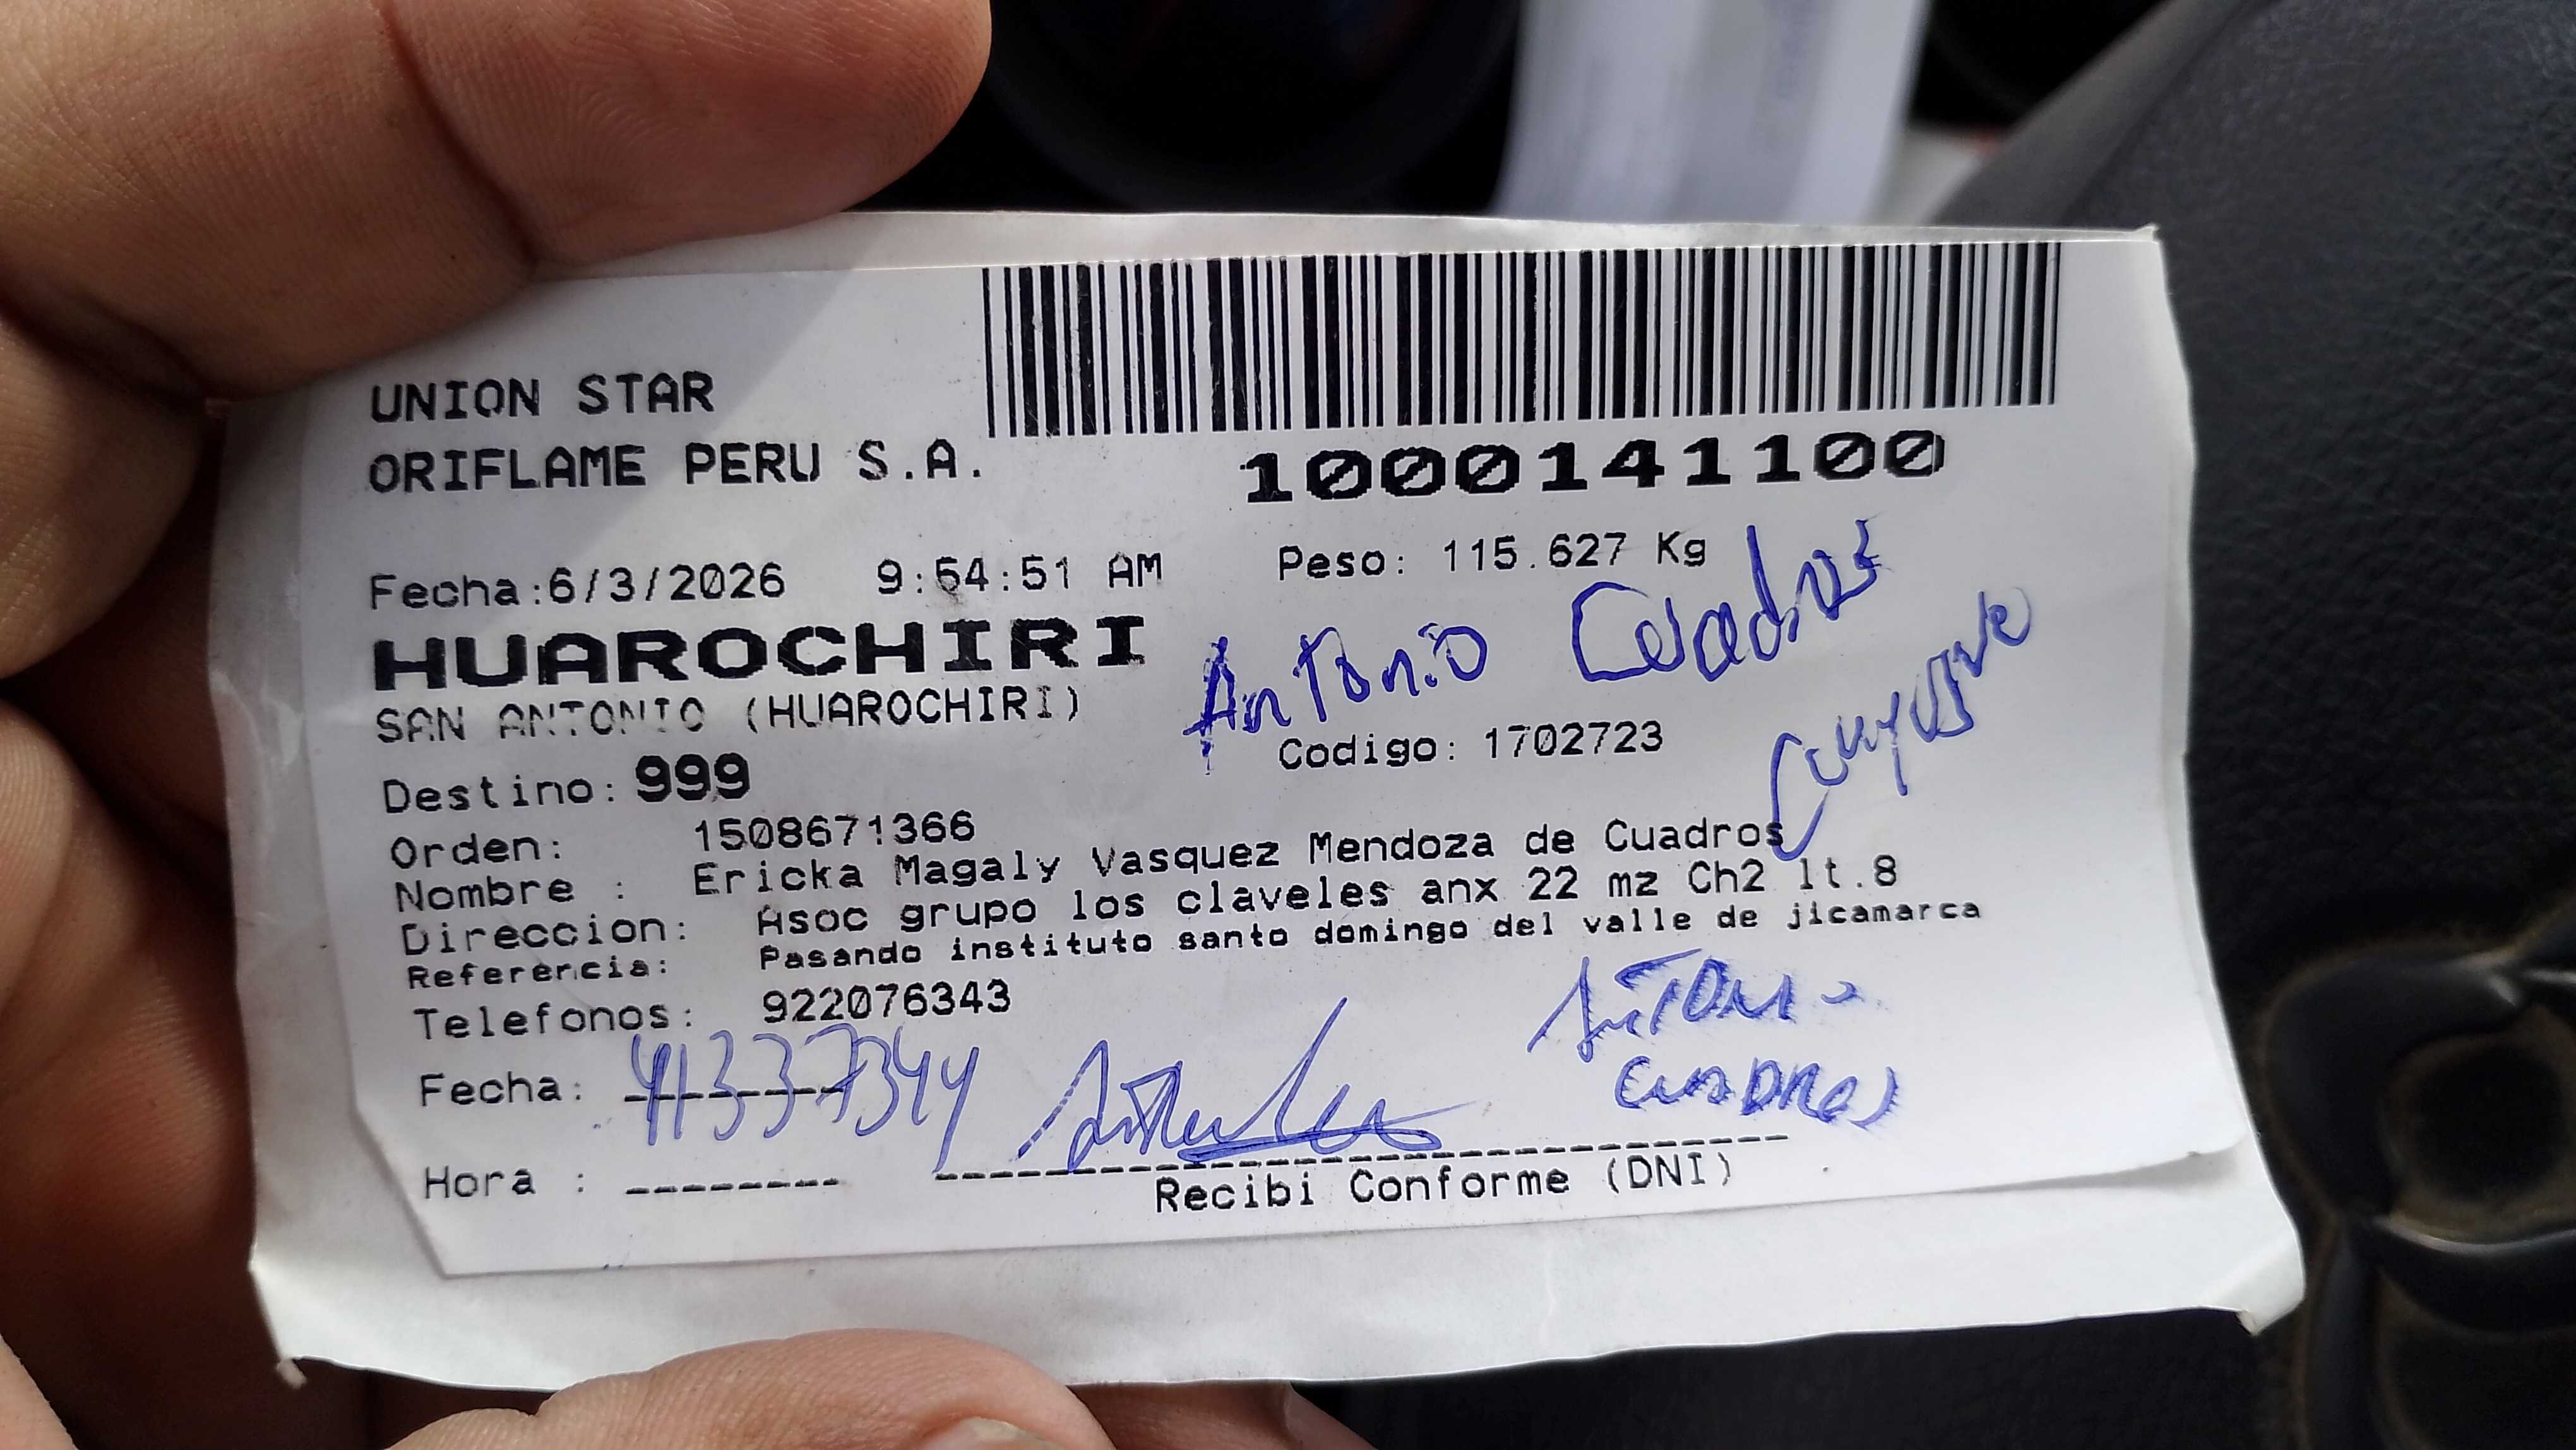 UNION STAR
ORIFLAME PERU S.A.
1000141100
Fecha:6/3/2026 9:54:51 AM Peso: 115.627 Kg
HUAROCHIRI
Antonio Cuadros
SAN ANTONIO (HUAROCHIRI)
Codigo: 1702723
Conyugue
Destino: 999
Orden: 1508671366
Nombre : Ericka Magaly Vasquez Mendoza de Cuadros
Direccion: Asoc grupo los claveles anx 22 mz Ch2 lt.8
Referencia: Pasando instituto santo domingo del valle de jicamarca
Telefonos: 922076343
Antonio
Cuadros
Fecha: 41337344
Hora :
Recibi Conforme (DNI)